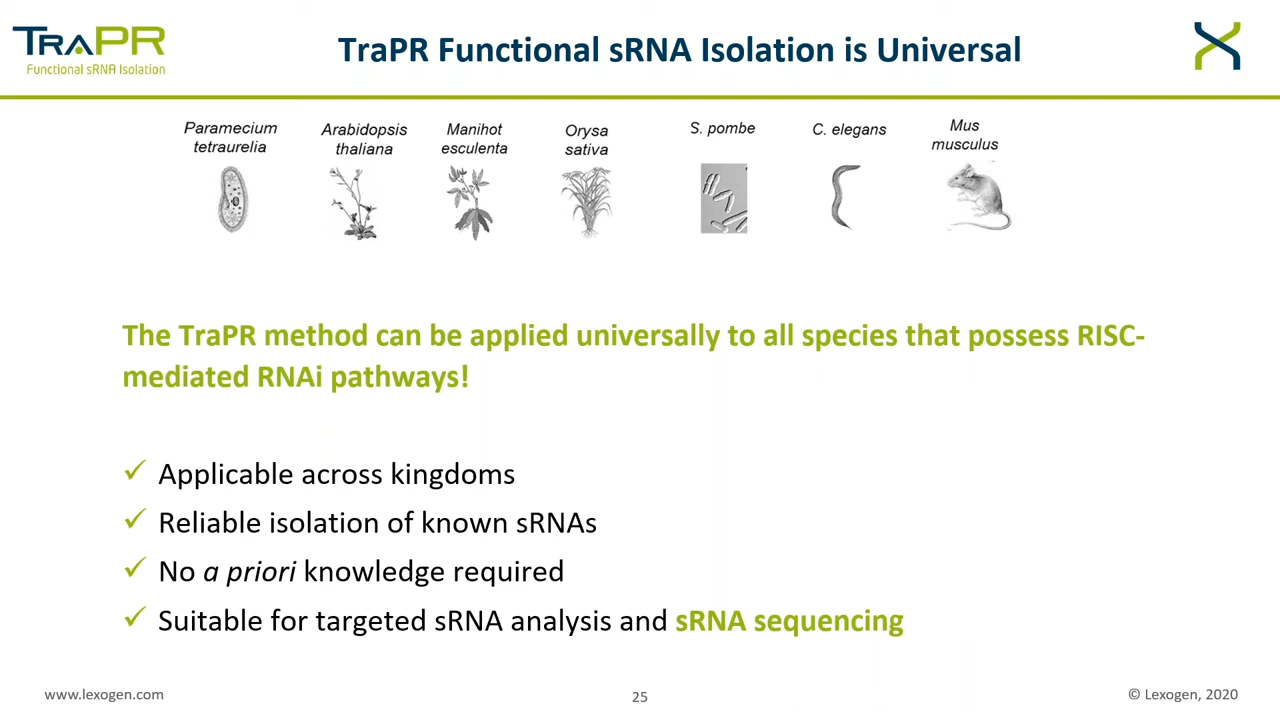 TRAPR
Functional sRNA Isolation
TraPR Functional sRNA Isolation is Universal
Paramecium
tetraurelia
Arabidopsis
thaliana
Manihot
esculenta
Orysa
sativa
S. pombe
C. elegans
Mus
musculus
The TraPR method can be applied universally to all species that possess RISC-
mediated RNAi pathways!
✓ Applicable across kingdoms
✓ Reliable isolation of known sRNAs
✓ No a priori knowledge required
✓ Suitable for targeted sRNA analysis and sRNA sequencing
www.lexogen.com
25
© Lexogen, 2020